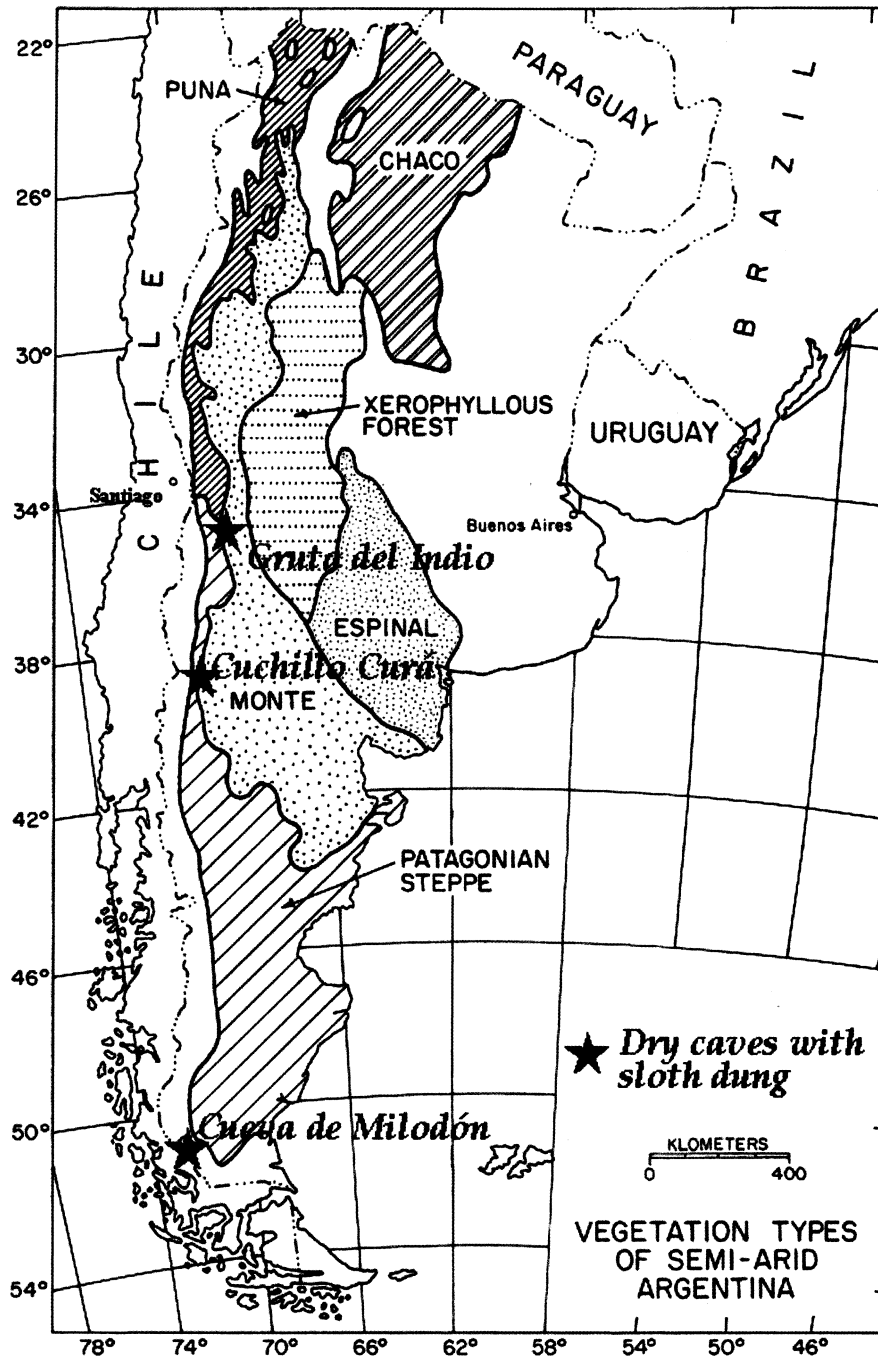 22°
26°
30°
34°
38°
42°
46°
50°
54°
78°
74°
70°
66°
62°
58°
54°
50°
46°
PUNA
CHACO
PARAGUAY
BRAZIL
CHILE
XEROPHYLLOUS
FOREST
URUGUAY
Santiago
Buenos Aires
Gruta del Indio
ESPINAL
Cuchillo Curá
MONTE
PATAGONIAN
STEPPE
Cueva de Milodón
Dry caves with
sloth dung
KLOMETERS
0 400
VEGETATION TYPES
OF SEMI-ARID
ARGENTINA